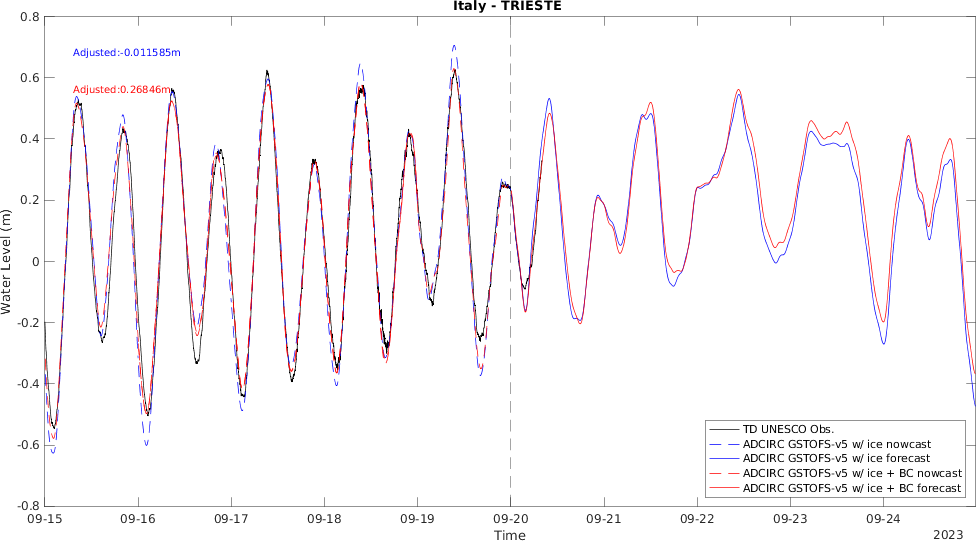 Italy - TRIESTE
Adjusted:-0.011585m
Adjusted:0.26846m
Water Level (m)
0.8
0.6
0.4
0.2
0
-0.2
-0.4
-0.6
-0.8
TD UNESCO Obs.
ADCIRC GSTOFS-v5 w/ ice nowcast
ADCIRC GSTOFS-v5 w/ ice forecast
ADCIRC GSTOFS-v5 w/ ice + BC nowcast
ADCIRC GSTOFS-v5 w/ ice + BC forecast
09-15 09-16 09-17 09-18 09-19 09-20 09-21 09-22 09-23 09-24
Time
2023